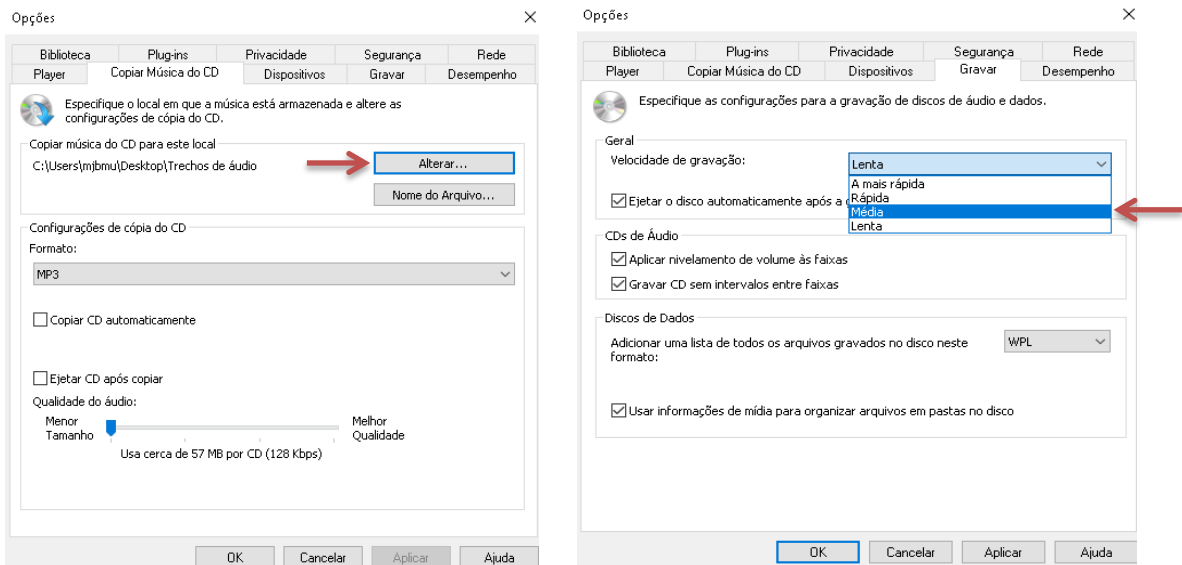 Opções
Biblioteca Plug-ins Privacidade Segurança Rede
Player Copiar Música do CD Dispositivos Gravar Desempenho
Especifique o local em que a música está armazenada e altere as
configurações de cópia do CD.
Copiar música do CD para este local
C:\Users\mjbmu\Desktop\Trechos de áudio
Alterar...
Nome do Arquivo...
Configurações de cópia do CD
Formato:
MP3
Copiar CD automaticamente
Ejetar CD após copiar
Qualidade do áudio:
Menor
Tamanho
Melhor
Qualidade
Usa cerca de 57 MB por CD (128 Kbps)
OK Cancelar Aplicar Ajuda
Opções
Biblioteca Plug-ins Privacidade Segurança Rede
Player Copiar Música do CD Dispositivos Gravar Desempenho
Especifique as configurações para a gravação de discos de áudio e dados.
Geral
Velocidade de gravação:
Lenta
A mais rápida
Rápida
Ejetar o disco automaticamente após a
Média
Lenta
CDs de Áudio
Aplicar nivelamento de volume às faixas
Gravar CD sem intervalos entre faixas
Discos de Dados
Adicionar uma lista de todos os arquivos gravados no disco neste
formato:
WPL
Usar informações de mídia para organizar arquivos em pastas no disco
OK Cancelar Aplicar Ajuda